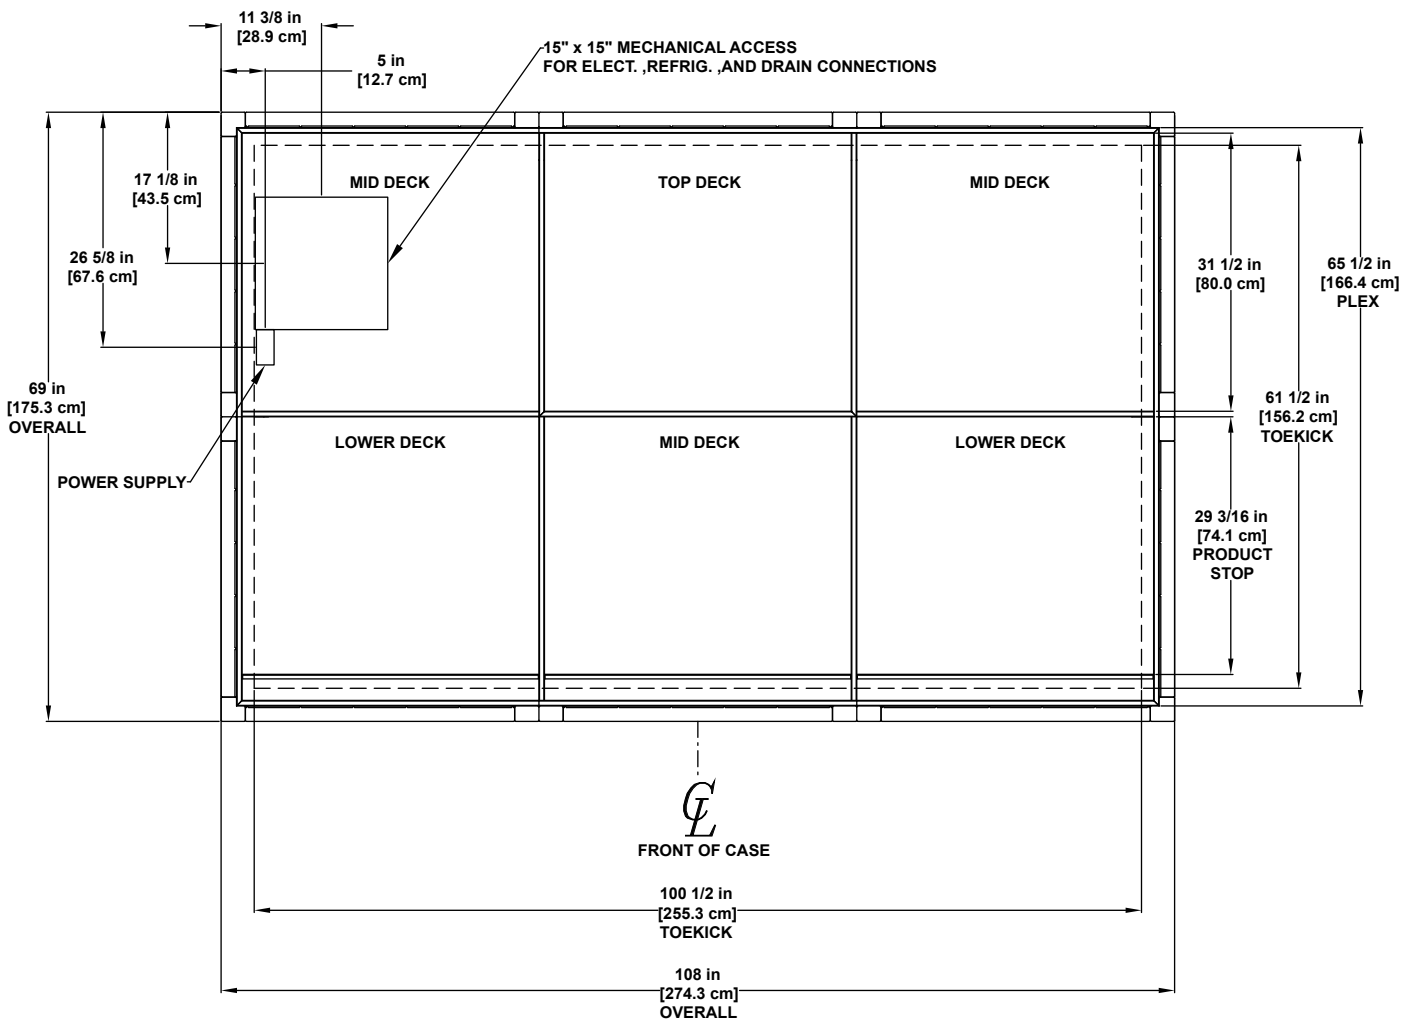 11 3/8 in
[28.9 cm]
5 in
[12.7 cm]
15" x 15" MECHANICAL ACCESS
FOR ELECT. ,REFRIG. ,AND DRAIN CONNECTIONS
17 1/8 in
[43.5 cm]
26 5/8 in
[67.6 cm]
69 in
[175.3 cm]
OVERALL
POWER SUPPLY
MID DECK
TOP DECK
MID DECK
LOWER DECK
MID DECK
LOWER DECK
31 1/2 in
[80.0 cm]
65 1/2 in
[166.4 cm]
PLEX
61 1/2 in
[156.2 cm]
TOEKICK
29 3/16 in
[74.1 cm]
PRODUCT
STOP
CL
FRONT OF CASE
100 1/2 in
[255.3 cm]
TOEKICK
108 in
[274.3 cm]
OVERALL